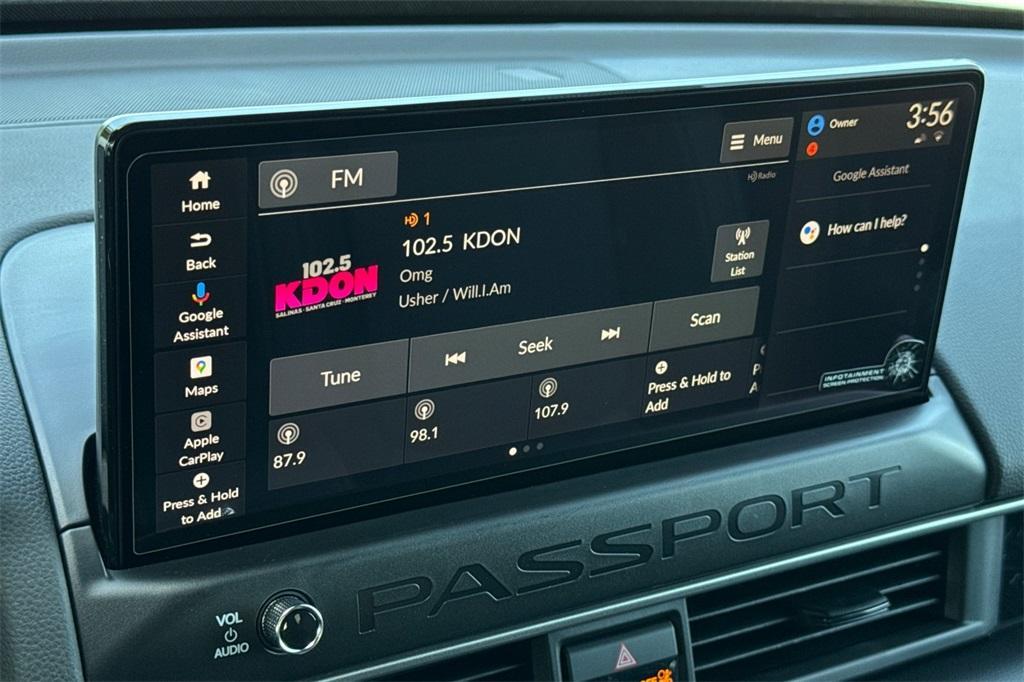 Home
Back
Google
Assistant
Maps
Apple
CarPlay
Press & Hold
to Add
FM
Menu
HD Radio
HD 1
102.5 KDON
Omg
Usher / Will.I.Am
102.5
KDON
SALINAS · SANTA CRUZ · MONTEREY
Station
List
Tune
Seek
Scan
87.9
98.1
107.9
Press & Hold to
Add
Owner
4
3:56
Google Assistant
How can I help?
INFOTAINMENT
SCREEN PROTECTION
PASSPORT
VOL
AUDIO